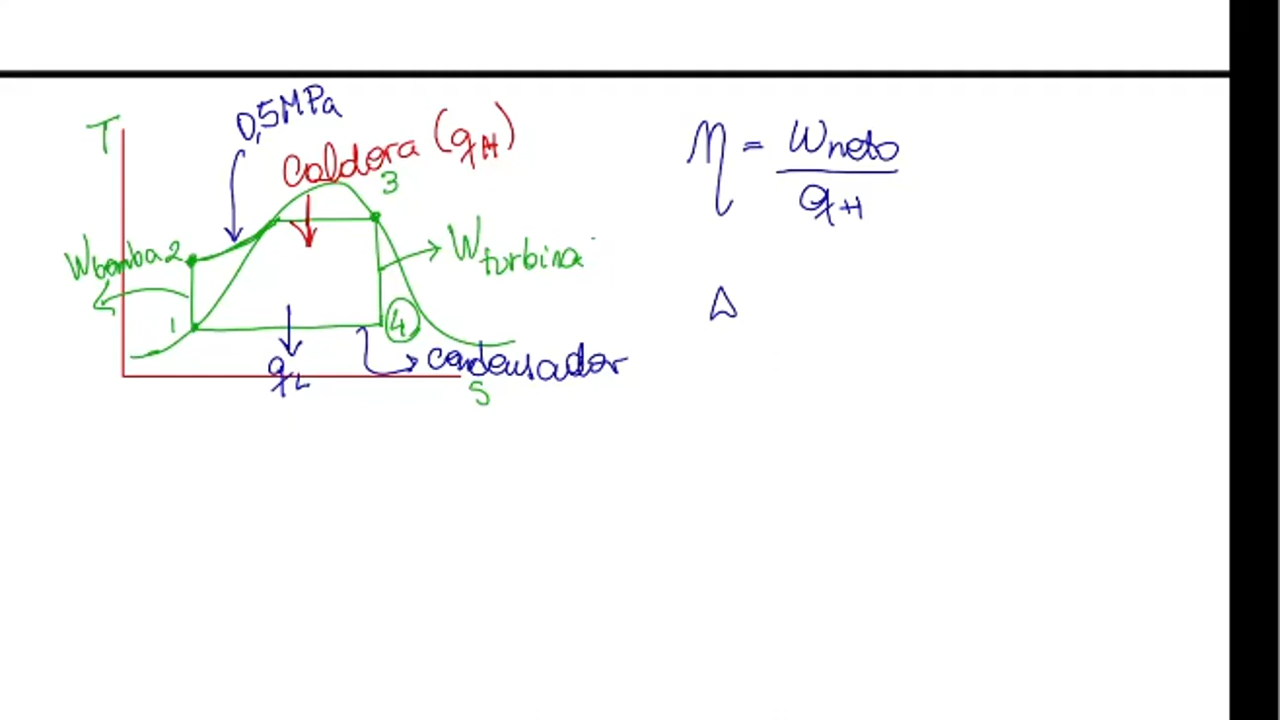 0,5MPa
T
Caldera (qH)
3
Wbomba 2
Wturbina
1
4
qL
condensador
S
η = Wneto / qH
Δ